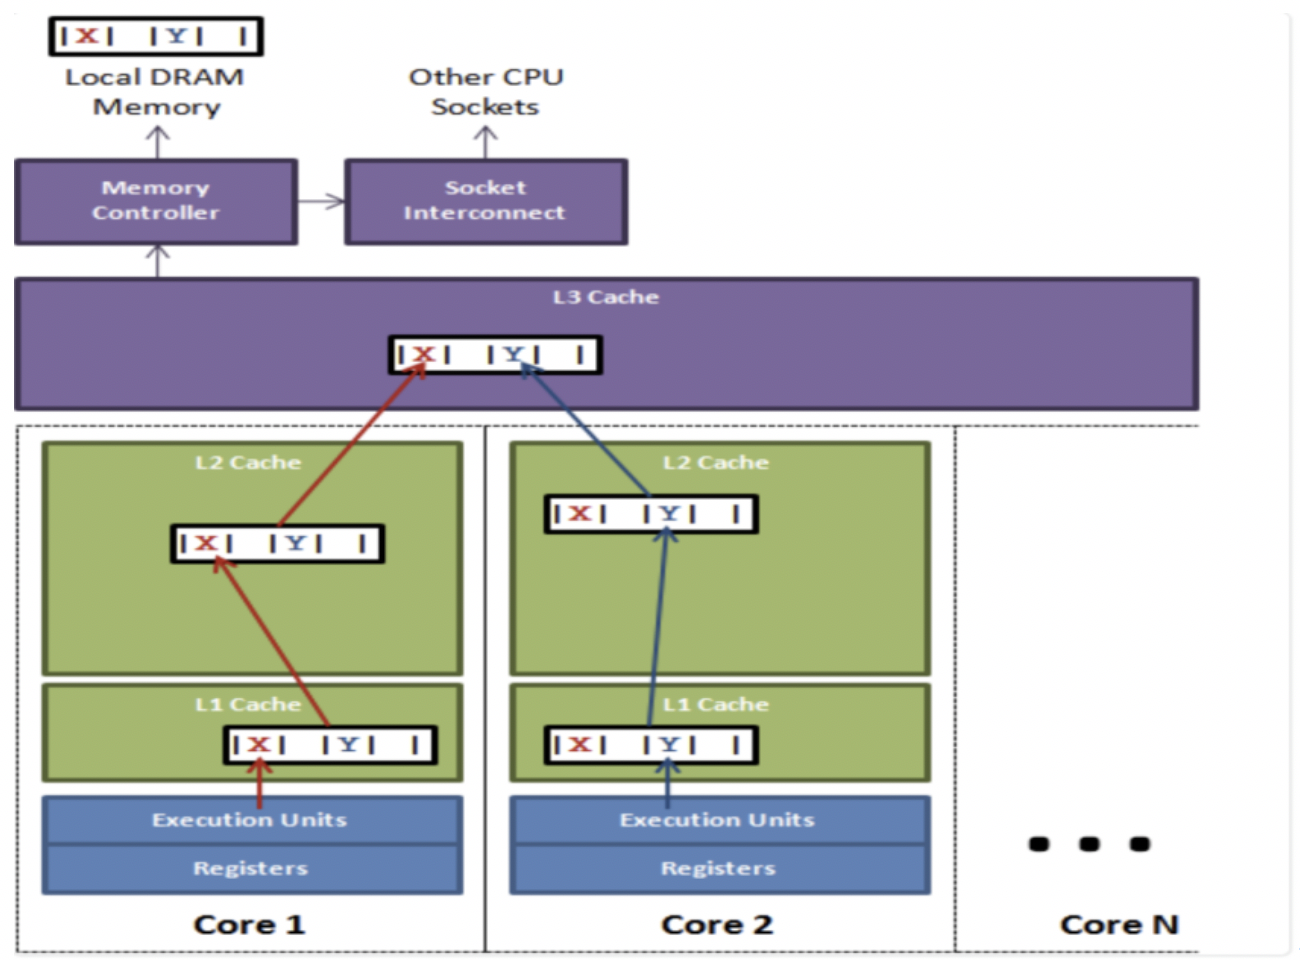 |X| |Y| |
Local DRAM
Memory
Other CPU
Sockets
Memory
Controller
Socket
Interconnect
L3 Cache
|X| |Y| |
L2 Cache
|X| |Y| |
L1 Cache
|X| |Y| |
Execution Units
Registers
Core 1
L2 Cache
|X| |Y| |
L1 Cache
|X| |Y| |
Execution Units
Registers
Core 2
● ● ●
Core N